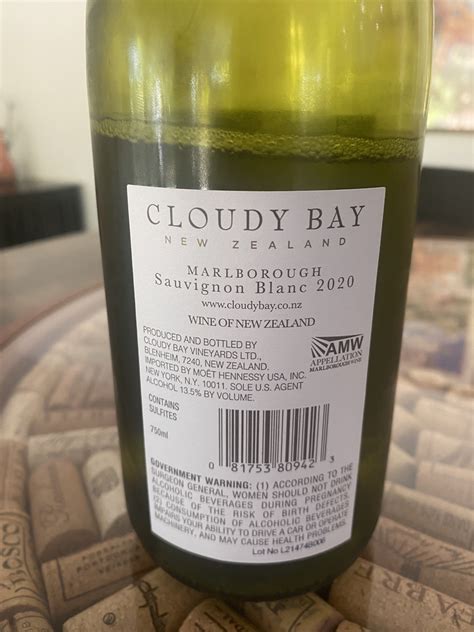 CLOUDY BAY
NEW ZEALAND
MARLBOROUGH
Sauvignon Blanc 2020
www.cloudybay.co.nz
WINE OF NEW ZEALAND
PRODUCED AND BOTTLED BY
CLOUDY BAY VINEYARDS LTD.,
BLENHEIM, 7240, NEW ZEALAND.
IMPORTED BY MOËT HENNESSY USA, INC.
NEW YORK, N.Y. 10011. SOLE U.S. AGENT
ALCOHOL 13.5% BY VOLUME.
AMW
APPELLATION
MARLBOROUGH WINE
CONTAINS
SULFITES
750ml
0 81753 80942 3
GOVERNMENT WARNING: (1) ACCORDING TO THE
SURGEON GENERAL, WOMEN SHOULD NOT DRINK
ALCOHOLIC BEVERAGES DURING PREGNANCY
BECAUSE OF THE RISK OF BIRTH DEFECTS.
(2) CONSUMPTION OF ALCOHOLIC BEVERAGES
IMPAIRS YOUR ABILITY TO DRIVE A CAR OR OPERATE
MACHINERY, AND MAY CAUSE HEALTH PROBLEMS.
Lot No L21474B006